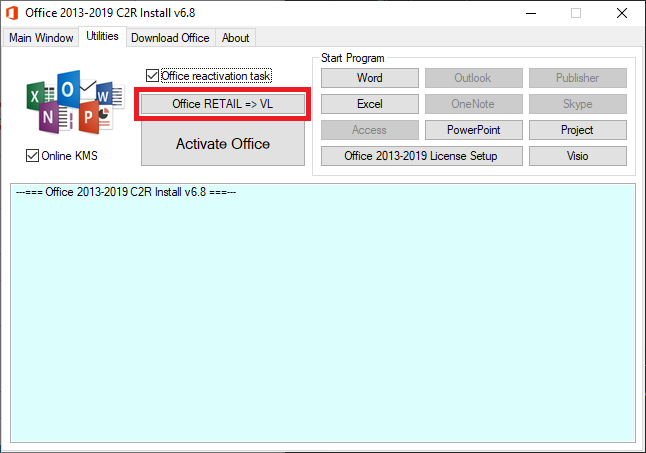 Office 2013-2019 C2R Install v6.8
Main Window Utilities Download Office About
Office reactivation task
Office RETAIL => VL
Activate Office
Online KMS
Start Program
Word Outlook Publisher
Excel OneNote Skype
Access PowerPoint Project
Office 2013-2019 License Setup Visio
---=== Office 2013-2019 C2R Install v6.8 ===---
X O W
N P